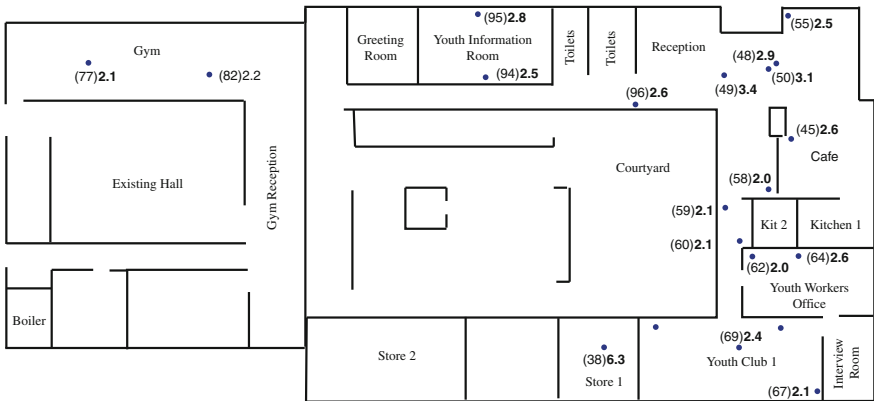 (95)2.8
(55)2.5
Gym
Greeting
Room
Youth Information
Room
Toilets
Toilets
Reception
(48)2.9
(50)3.1
(77)2.1
(82)2.2
(94)2.5
(49)3.4
(96)2.6
(45)2.6
Cafe
Existing Hall
Gym Reception
Courtyard
(58)2.0
(59)2.1
Kit 2
Kitchen 1
(60)2.1
(62)2.0
(64)2.6
Youth Workers
Office
Boiler
Store 2
(38)6.3
Store 1
(69)2.4
Youth Club 1
Interview
Room
(67)2.1